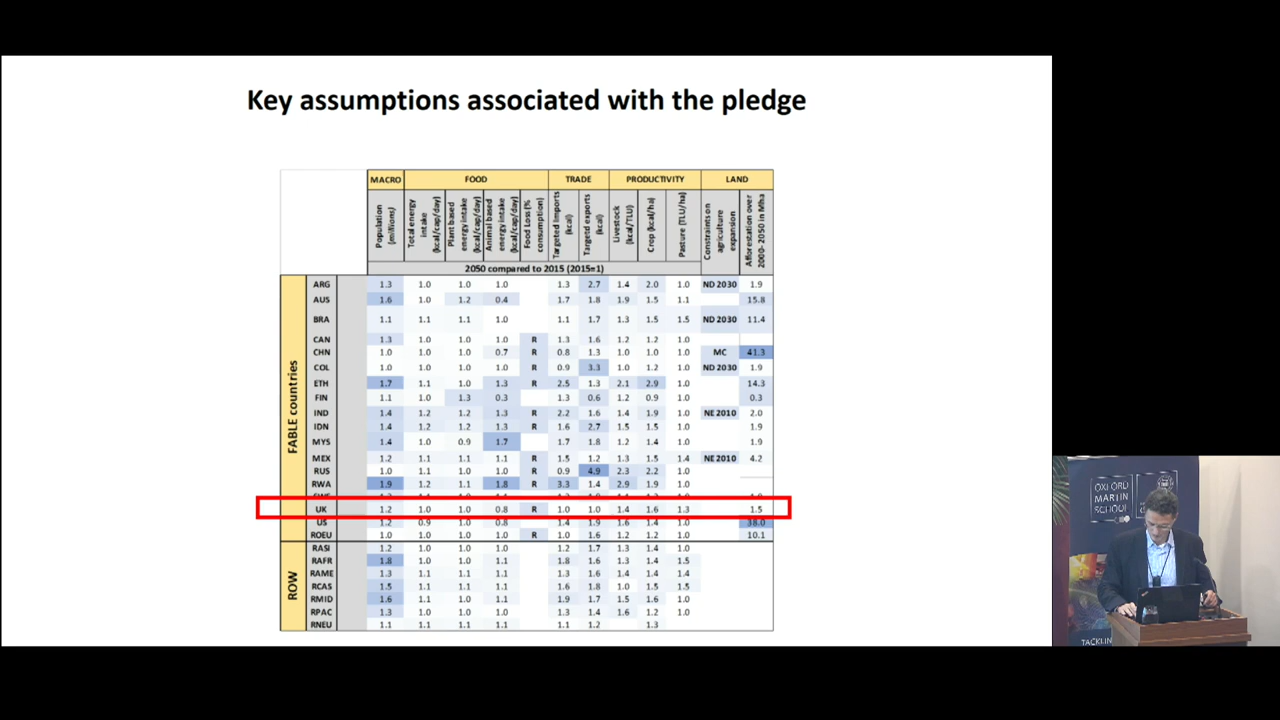 Key assumptions associated with the pledge
MACRO FOOD TRADE PRODUCTIVITY LAND
Population (millions)
Total energy intake (kcal/cap/day)
Plant based energy intake (kcal/cap/day)
Animal based energy intake (kcal/cap/day)
Food Loss (% consumption)
Targeted imports (kcal)
Targetd exports (kcal)
Livestock (kcal/TLU)
Crop (kcal/ha)
Pasture (TLU/ha)
Constraints on agriculture expansion
Afforestation over 2000- 2050 in Mha
2050 compared to 2015 (2015=1)
FABLE countries
ARG 1.3 1.0 1.0 1.0 1.3 2.7 1.4 2.0 1.0 ND 2030 1.9
AUS 1.6 1.0 1.2 0.4 1.7 1.8 1.9 1.5 1.1 15.8
BRA 1.1 1.1 1.1 1.0 1.1 1.7 1.3 1.5 1.5 ND 2030 11.4
CAN 1.3 1.0 1.0 1.0 R 1.3 1.6 1.2 1.2 1.0
CHN 1.0 1.0 1.0 0.7 R 0.8 1.3 1.0 1.0 1.0 MC 41.3
COL 1.0 1.0 1.0 1.0 R 0.9 3.3 1.0 1.2 1.0 ND 2030 1.9
ETH 1.7 1.1 1.0 1.3 R 2.5 1.3 2.1 2.9 1.0 14.3
FIN 1.1 1.0 1.3 0.3 1.3 0.6 1.2 0.9 1.0 0.3
IND 1.4 1.2 1.2 1.3 R 2.2 1.6 1.4 1.9 1.0 NE 2010 2.0
IDN 1.4 1.2 1.2 1.3 R 1.6 2.7 1.5 1.5 1.0 1.9
MYS 1.4 1.0 0.9 1.7 1.7 1.8 1.2 1.4 1.0 1.9
MEX 1.2 1.1 1.1 1.1 R 1.5 1.2 1.3 1.5 1.4 NE 2010 4.2
RUS 1.0 1.1 1.0 1.0 R 0.9 4.9 2.3 2.2 1.0
RWA 1.9 1.2 1.1 1.8 R 3.3 1.4 2.9 1.9 1.0
UK 1.2 1.0 1.0 0.8 R 1.0 1.0 1.4 1.6 1.3 1.5
US 1.2 0.9 1.0 0.8 1.4 1.9 1.6 1.4 1.0 38.0
ROEU 1.0 1.0 1.0 1.0 R 1.0 1.6 1.2 1.2 1.0 10.1
ROW
RASI 1.2 1.0 1.0 1.0 1.2 1.7 1.3 1.4 1.0
RAFR 1.8 1.0 1.0 1.1 1.8 1.6 1.3 1.4 1.5
RAME 1.3 1.1 1.1 1.1 1.3 1.6 1.4 1.4 1.4
RCAS 1.5 1.1 1.1 1.1 1.6 1.8 1.0 1.5 1.5
RMID 1.6 1.1 1.0 1.1 1.9 1.7 1.5 1.6 1.0
RPAC 1.3 1.0 1.0 1.0 1.3 1.4 1.6 1.2 1.0
RNEU 1.1 1.1 1.1 1.1 1.1 1.2 1.3
OXFORD
MARTIN
SCHOOL
TACKLIN